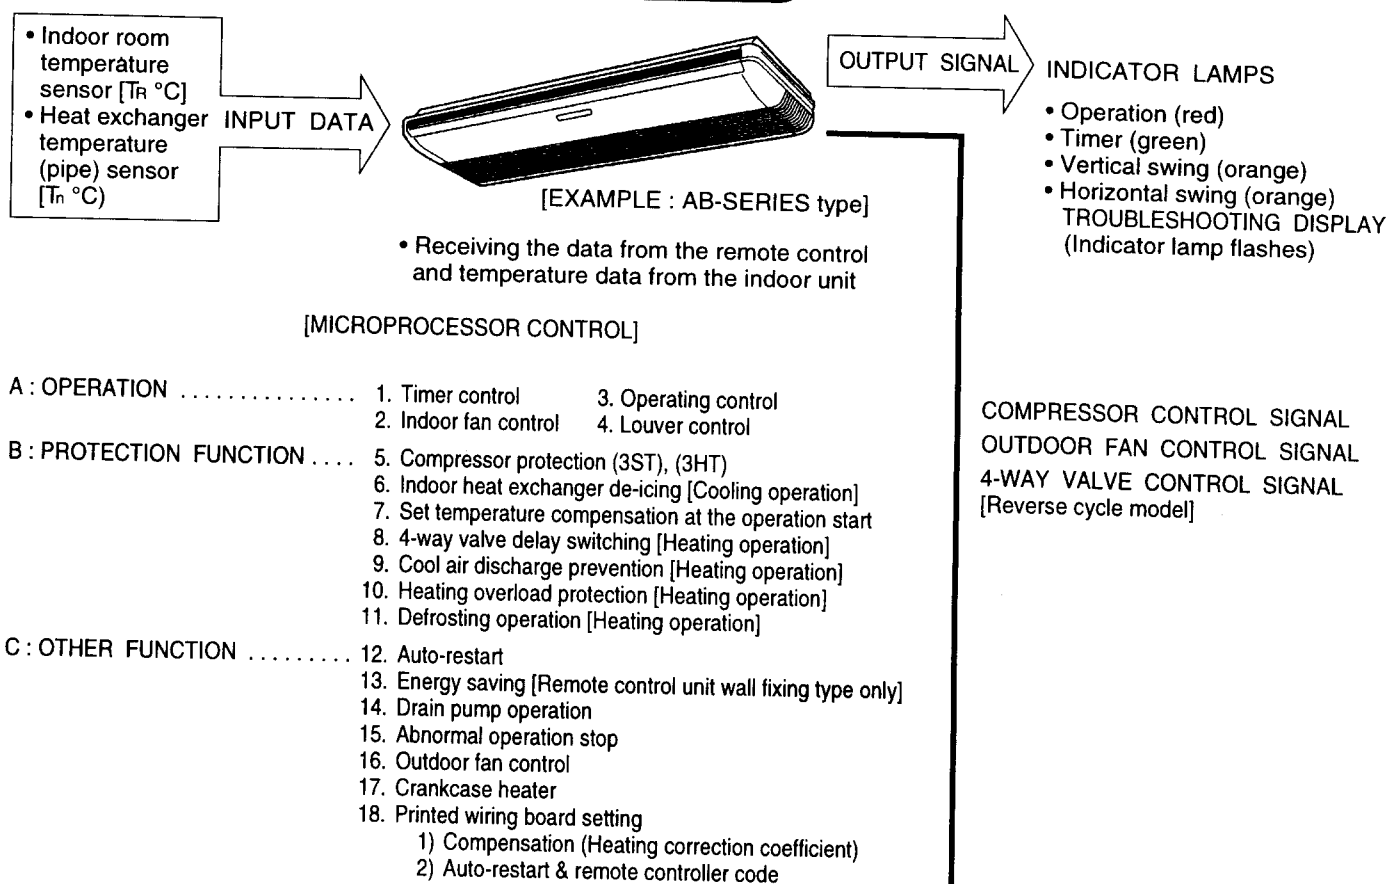 • Indoor room
temperature
sensor [TR °C]
• Heat exchanger
temperature
(pipe) sensor
[Tn °C)
INPUT DATA
OUTPUT SIGNAL
INDICATOR LAMPS
• Operation (red)
• Timer (green)
• Vertical swing (orange)
• Horizontal swing (orange)
TROUBLESHOOTING DISPLAY
(Indicator lamp flashes)
[EXAMPLE : AB-SERIES type]
• Receiving the data from the remote control
and temperature data from the indoor unit
[MICROPROCESSOR CONTROL]
A : OPERATION ............... 1. Timer control 3. Operating control
2. Indoor fan control 4. Louver control
B : PROTECTION FUNCTION .... 5. Compressor protection (3ST), (3HT)
6. Indoor heat exchanger de-icing [Cooling operation]
7. Set temperature compensation at the operation start
8. 4-way valve delay switching [Heating operation]
9. Cool air discharge prevention [Heating operation]
10. Heating overload protection [Heating operation]
11. Defrosting operation [Heating operation]
C : OTHER FUNCTION ......... 12. Auto-restart
13. Energy saving [Remote control unit wall fixing type only]
14. Drain pump operation
15. Abnormal operation stop
16. Outdoor fan control
17. Crankcase heater
18. Printed wiring board setting
1) Compensation (Heating correction coefficient)
2) Auto-restart & remote controller code
COMPRESSOR CONTROL SIGNAL
OUTDOOR FAN CONTROL SIGNAL
4-WAY VALVE CONTROL SIGNAL
[Reverse cycle model]